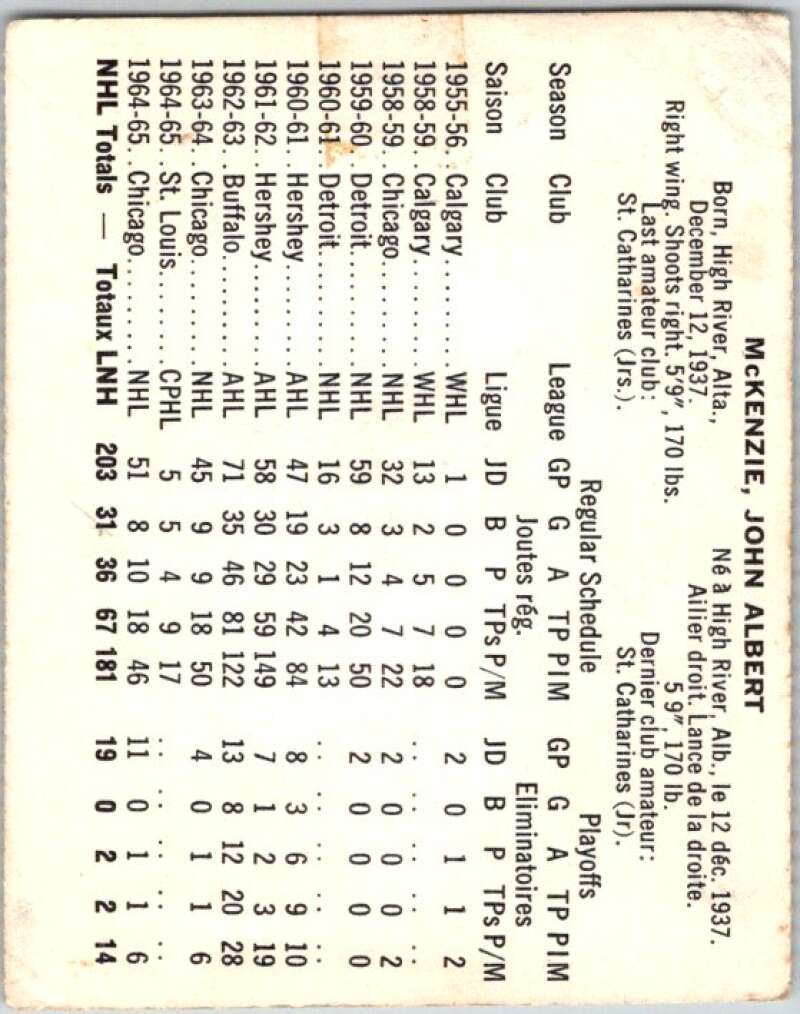 McKENZIE, JOHN ALBERT
Born, High River, Alta.,
December 12, 1937.
Right wing. Shoots right. 5'9", 170 lbs.
Last amateur club:
St. Catharines (Jrs.).
Né à High River, Alb., le 12 déc. 1937.
Ailier droit. Lance de la droite.
5 9", 170 lb.
Dernier club amateur:
St. Catharines (Jr).
Regular Schedule Playoffs
Season Club League GP G A TP PIM GP G A TP PIM
Joutes rég. Eliminatoires
Saison Club Ligue JD B P TPs P/M JD B P TPs P/M
1955-56.. Calgary......... WHL 1 0 0 0 0 2 0 1 1 2
1958-59.. Calgary......... WHL 13 2 5 7 18 .. .. .. .. ..
1958-59.. Chicago......... NHL 32 3 4 7 22 2 0 0 0 2
1959-60.. Detroit.......... NHL 59 8 12 20 50 2 0 0 0 0
1960-61.. Detroit.......... NHL 16 3 1 4 13 .. .. .. .. ..
1960-61.. Hershey......... AHL 47 19 23 42 84 8 3 6 9 10
1961-62.. Hershey......... AHL 58 30 29 59 149 7 1 2 3 19
1962-63.. Buffalo.......... AHL 71 35 46 81 122 13 8 12 20 28
1963-64.. Chicago......... NHL 45 9 9 18 50 4 0 1 1 6
1964-65.. St. Louis........ CPHL 5 5 4 9 17 .. .. .. .. ..
1964-65.. Chicago......... NHL 51 8 10 18 46 11 0 1 1 6
NHL Totals — Totaux LNH 203 31 36 67 181 19 0 2 2 14